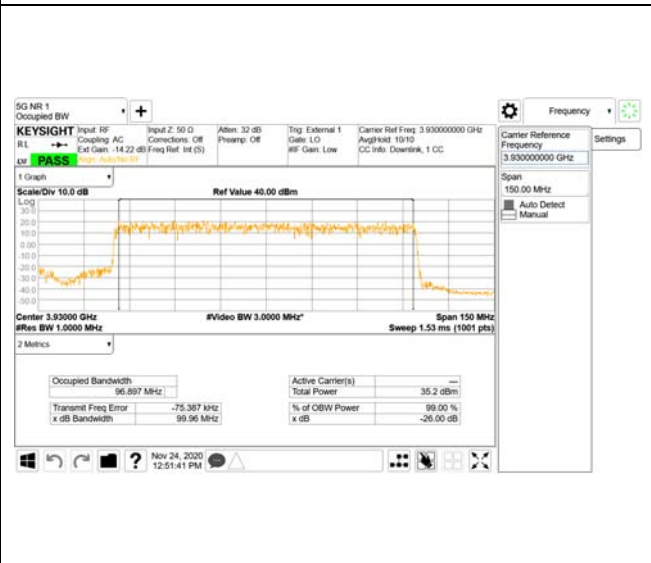 5G NR 1
Occupied BW
+
Frequency
KEYSIGHT
Input: RF
Input Z: 50 Ω
Atten: 32 dB
Trig: External 1
Carrier Ref Freq: 3.930000000 GHz
RL
Coupling: AC
Corrections: Off
Preamp: Off
Gate: LO
Avg|Hold: 10/10
Ext Gain: -14.22 dB
Freq Ref: Int (S)
#IF Gain: Low
CC Info: Downlink, 1 CC
PASS
Align: Auto/No RF
Carrier Reference
Frequency
3.930000000 GHz
Settings
Span
150.00 MHz
Auto Detect
Manual
1 Graph
Scale/Div 10.0 dB
Ref Value 40.00 dBm
Log
30.0
20.0
10.0
0.00
-10.0
-20.0
-30.0
-40.0
-50.0
Center 3.93000 GHz
#Video BW 3.0000 MHz*
Span 150 MHz
#Res BW 1.0000 MHz
Sweep 1.53 ms (1001 pts)
2 Metrics
Occupied Bandwidth
96.897 MHz
Active Carrier(s)
---
Total Power
35.2 dBm
Transmit Freq Error
-75.387 kHz
% of OBW Power
99.00 %
x dB Bandwidth
99.96 MHz
x dB
-26.00 dB
?
Nov 24, 2020
12:51:41 PM